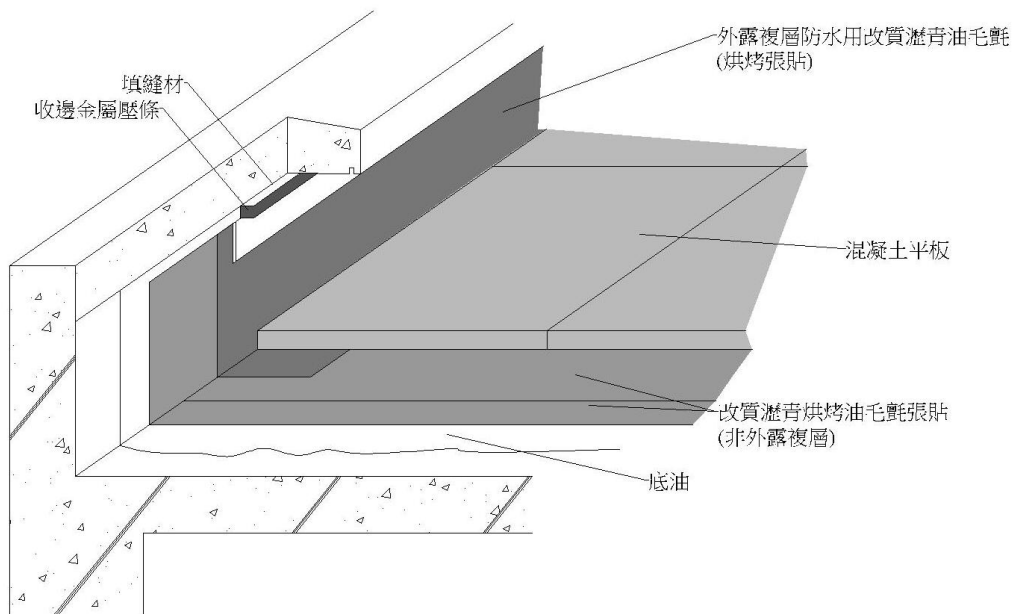 外露複層防水用改質瀝青油毛氈
(烘烤張貼)
填縫材
收邊金屬壓條
混凝土平板
改質瀝青烘烤油毛氈張貼
(非外露複層)
底油